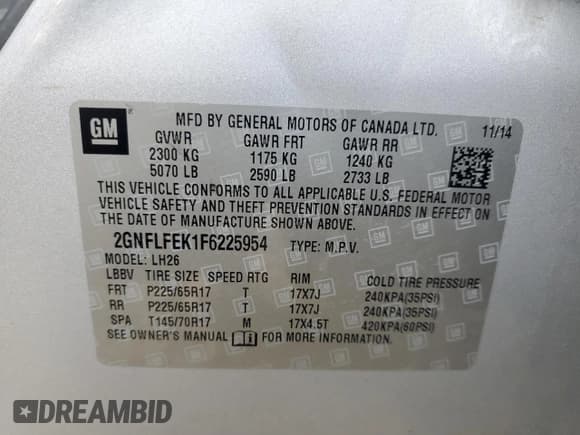 GM
MFD BY GENERAL MOTORS OF CANADA LTD. 11/14
GVWR GAWR FRT GAWR RR
2300 KG 1175 KG 1240 KG
5070 LB 2590 LB 2733 LB
THIS VEHICLE CONFORMS TO ALL APPLICABLE U.S. FEDERAL MOTOR
VEHICLE SAFETY AND THEFT PREVENTION STANDARDS IN EFFECT ON
THE DATE OF MANUFACTURE SHOWN ABOVE.
2GNFLFEK1F6225954 TYPE: M.P.V.
MODEL: LH26
LBBV TIRE SIZE SPEED RTG RIM COLD TIRE PRESSURE
FRT P225/65R17 T 17X7J 240KPA(35PSI)
RR P225/65R17 T 17X7J 240KPA(35PSI)
SPA T145/70R17 M 17X4.5T 420KPA(60PSI)
SEE OWNER'S MANUAL FOR MORE INFORMATION.
DREAMBID